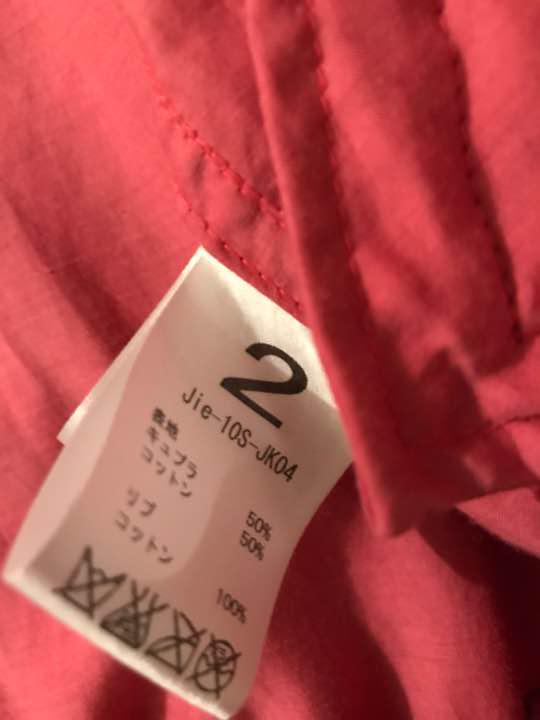 2
Jie-10S-JK04
表地
キュプラ 50%
コットン 50%
リブ
コットン 100%